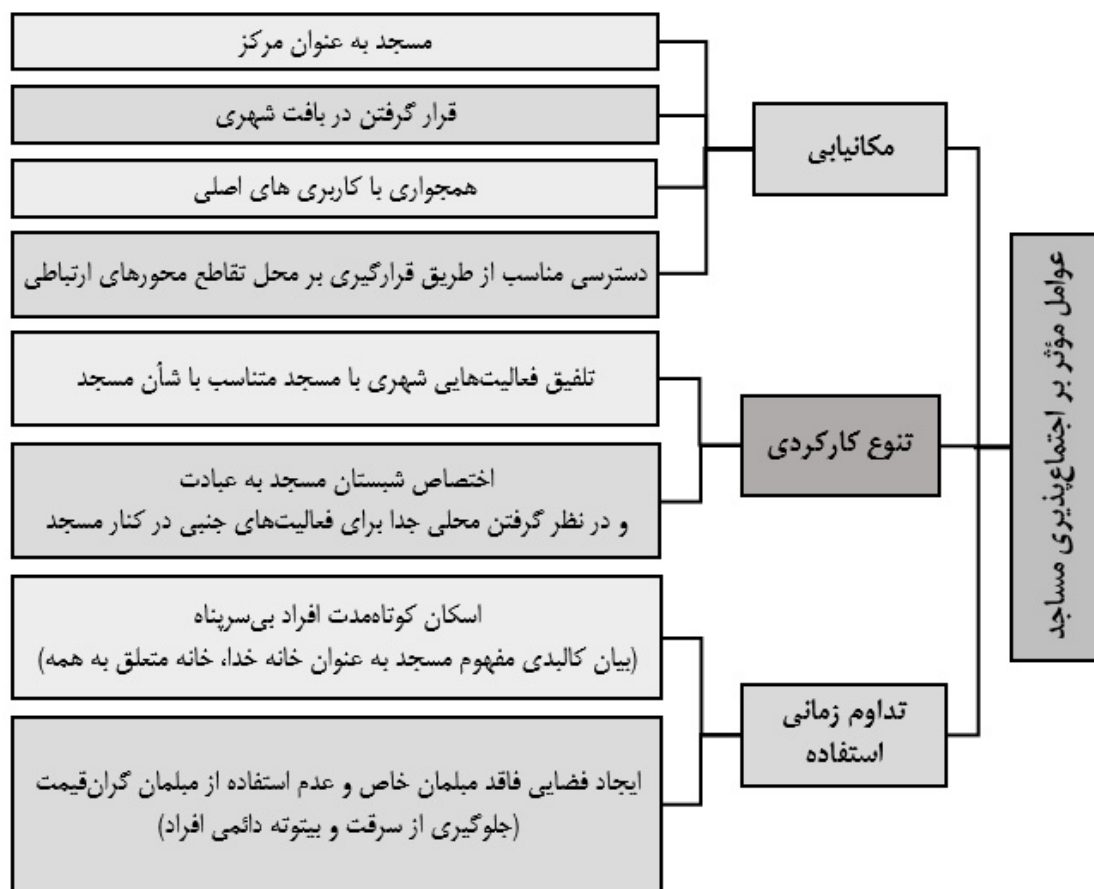 عوامل مؤثر بر اجتماع‌پذیری مساجد
مکانیابی
مسجد به عنوان مرکز
قرار گرفتن در بافت شهری
همجواری با کاربری های اصلی
دسترسی مناسب از طریق قرارگیری بر محل تقاطع محورهای ارتباطی
تنوع کارکردی
تلفیق فعالیت‌هایی شهری با مسجد متناسب با شأن مسجد
اختصاص شبستان مسجد به عبادت
و در نظر گرفتن محلی جدا برای فعالیت‌های جنبی در کنار مسجد
تداوم زمانی
استفاده
اسکان کوتاه‌مدت افراد بی‌سرپناه
(بیان کالبدی مفهوم مسجد به عنوان خانه خدا، خانه متعلق به همه)
ایجاد فضایی فاقد مبلمان خاص و عدم استفاده از مبلمان گران‌قیمت
(جلوگیری از سرقت و بیتوته دائمی افراد)